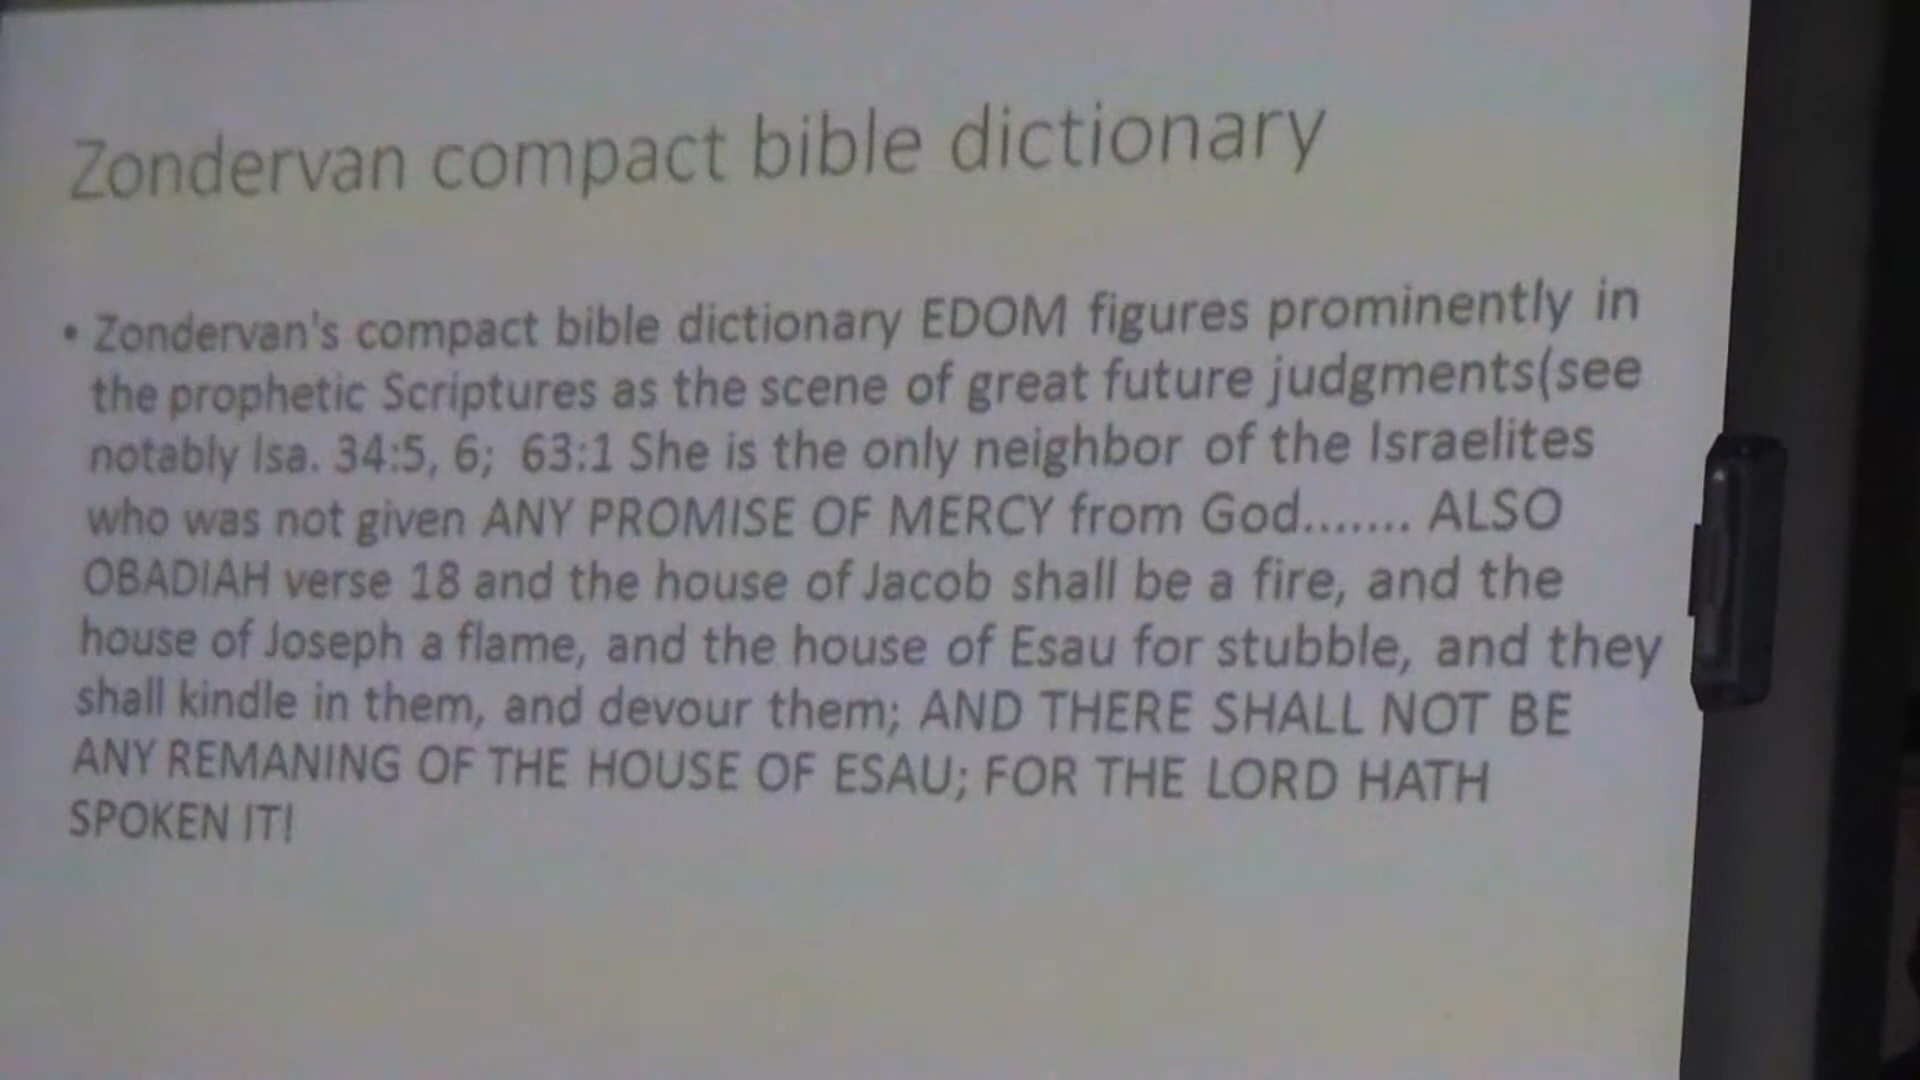 Zondervan compact bible dictionary
• Zondervan's compact bible dictionary EDOM figures prominently in
the prophetic Scriptures as the scene of great future judgments(see
notably Isa. 34:5, 6;  63:1 She is the only neighbor of the Israelites
who was not given ANY PROMISE OF MERCY from God....... ALSO
OBADIAH verse 18 and the house of Jacob shall be a fire, and the
house of Joseph a flame, and the house of Esau for stubble, and they
shall kindle in them, and devour them; AND THERE SHALL NOT BE
ANY REMANING OF THE HOUSE OF ESAU; FOR THE LORD HATH
SPOKEN IT!